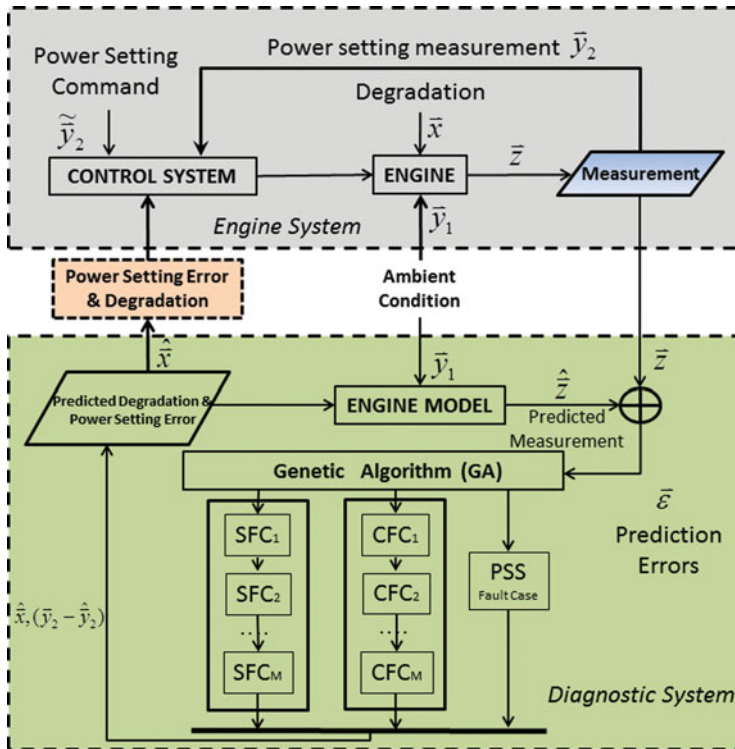 Power setting measurement ȳ₂
Power Setting
Command
Degradation
ỹ̄₂
x̄
CONTROL SYSTEM
ENGINE
z̄
Measurement
Engine System
ȳ₁
Power Setting Error
& Degradation
Ambient
Condition
x̄̂
ȳ₁
z̄̂
z̄
Predicted Degradation &
Power Setting Error
ENGINE MODEL
Predicted
Measurement
Genetic Algorithm (GA)
ε̄
Prediction
Errors
SFC₁
CFC₁
PSS
Fault Case
SFC₂
CFC₂
x̄̂,(ȳ₂ − ȳ̂₂)
....
....
SFCM
CFCM
Diagnostic System